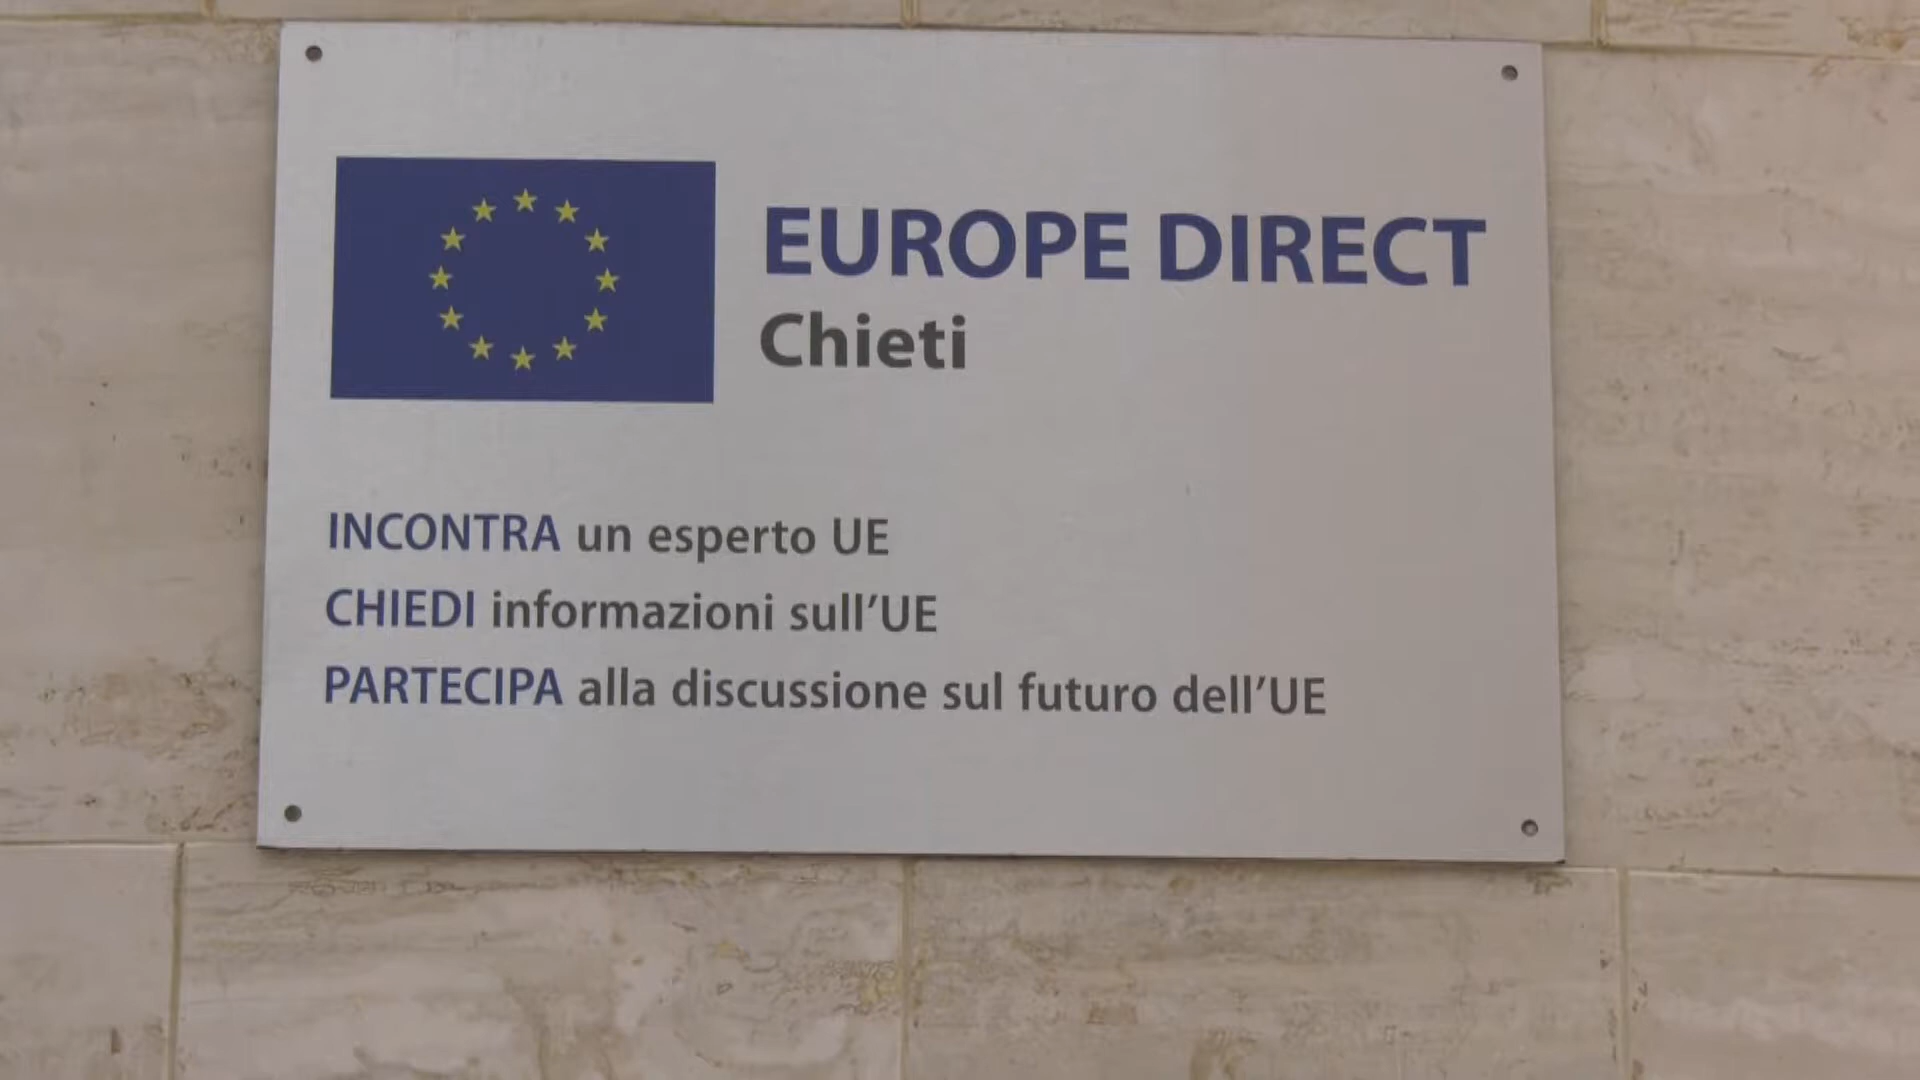 EUROPE DIRECT
Chieti
INCONTRA un esperto UE
CHIEDI informazioni sull’UE
PARTECIPA alla discussione sul futuro dell’UE